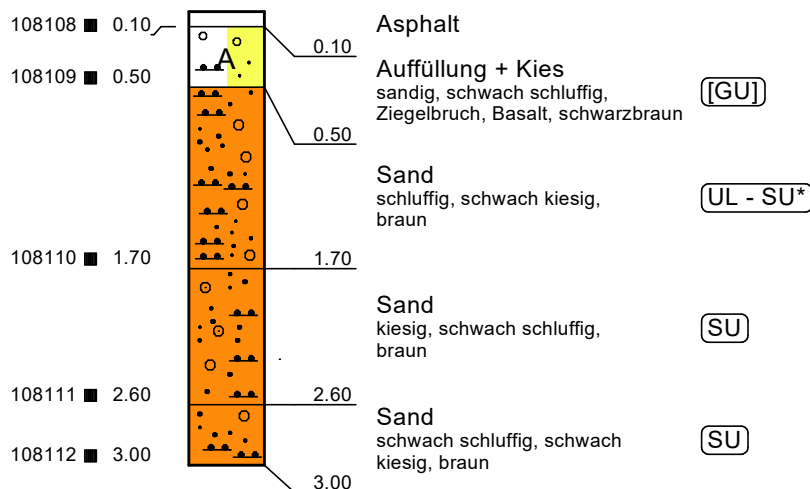 108108 0.10
0.10
Asphalt
A
108109 0.50
0.50
Auffüllung + Kies
sandig, schwach schluffig,
Ziegelbruch, Basalt, schwarzbraun
[GU]
Sand
schluffig, schwach kiesig,
braun
UL - SU*
108110 1.70
1.70
Sand
kiesig, schwach schluffig,
braun
SU
108111 2.60
2.60
Sand
schwach schluffig, schwach
kiesig, braun
SU
108112 3.00
3.00